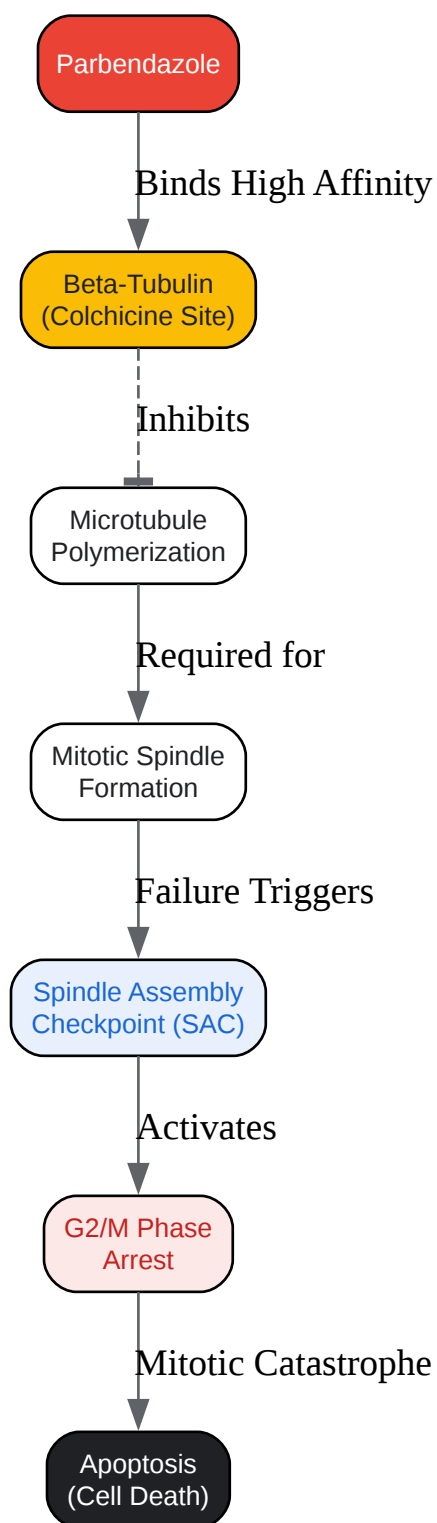 Parbendazole
Binds High Affinity
Beta-Tubulin
(Colchicine Site)
Inhibits
Microtubule
Polymerization
Required for
Mitotic Spindle
Formation
Failure Triggers
Spindle Assembly
Checkpoint (SAC)
Activates
G2/M Phase
Arrest
Mitotic Catastrophe
Apoptosis
(Cell Death)